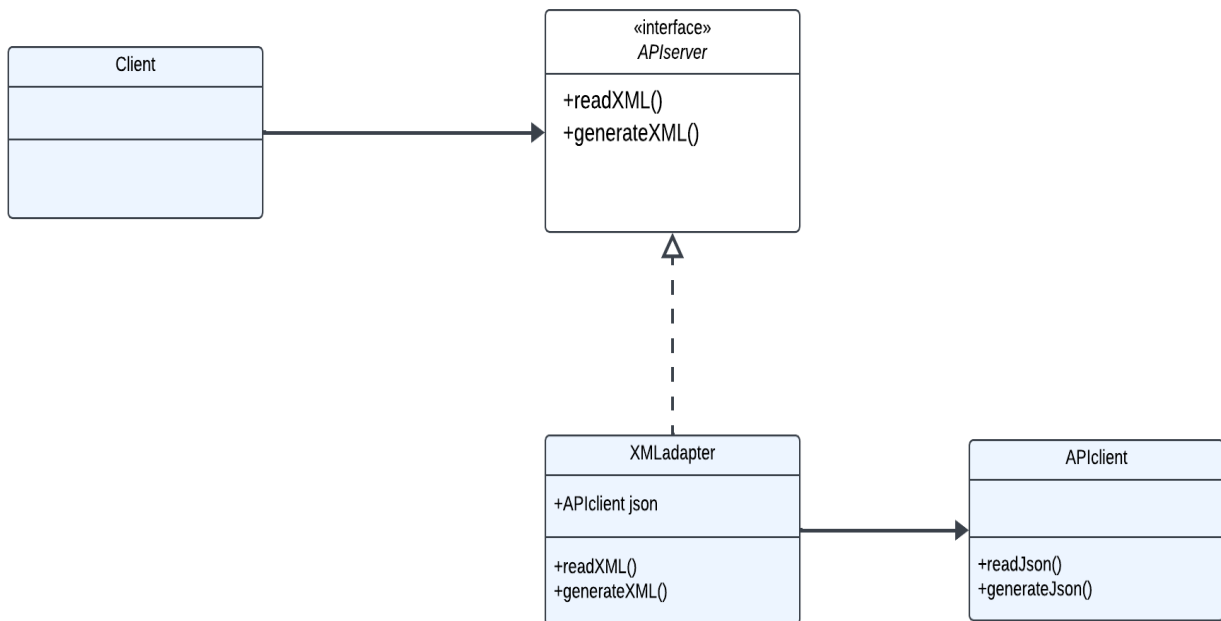 Client
«interface»
APIserver
+readXML()
+generateXML()
XMLadapter
+APIclient json
+readXML()
+generateXML()
APIclient
+readJson()
+generateJson()